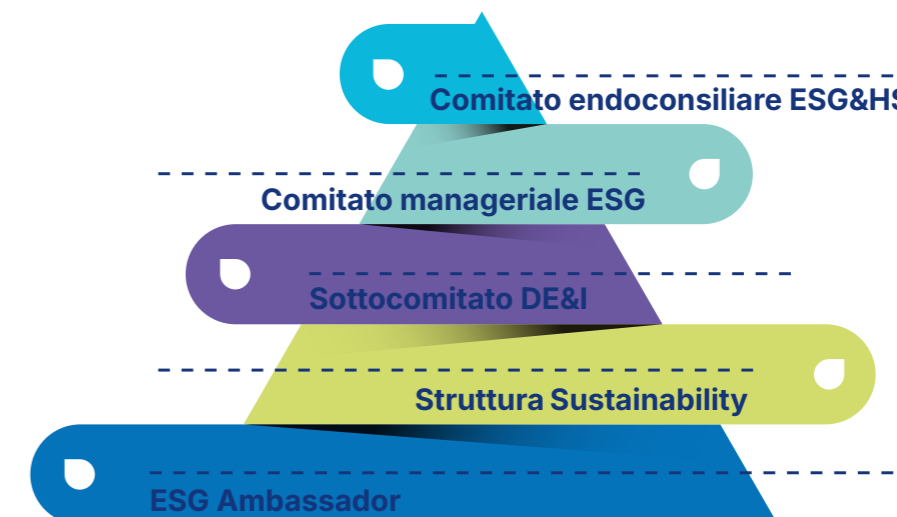 Comitato endoconsiliare ESG&HS
Comitato manageriale ESG
Sottocomitato DE&I
Struttura Sustainability
ESG Ambassador